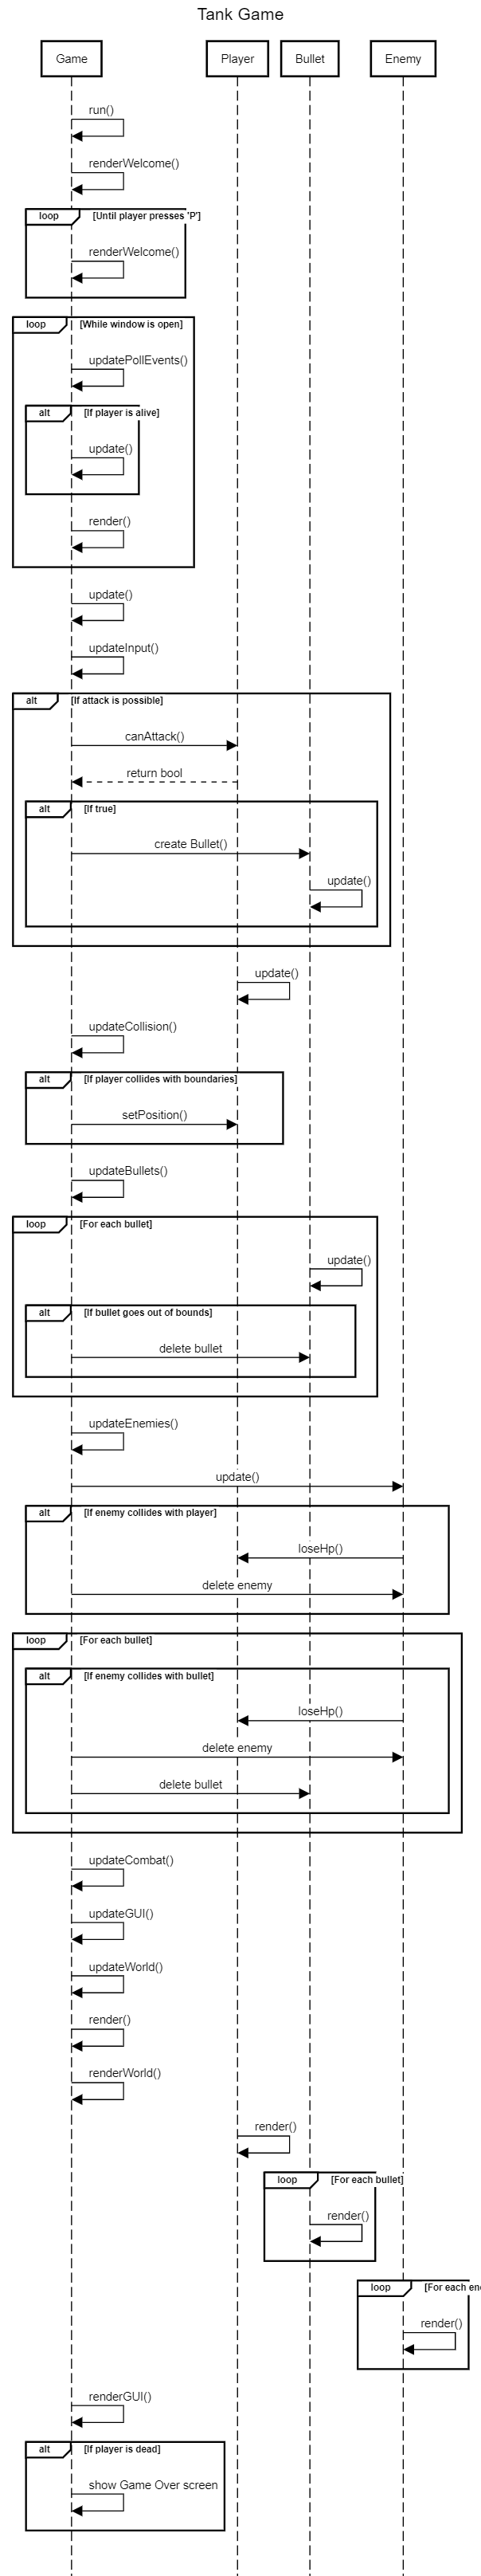 Tank Game
Game
Player
Bullet
Enemy
run()
renderWelcome()
loop
[Until player presses 'P']
renderWelcome()
loop
[While window is open]
updatePollEvents()
alt
[If player is alive]
update()
render()
update()
updateInput()
alt
[If attack is possible]
canAttack()
return bool
alt
[If true]
create Bullet()
update()
update()
updateCollision()
alt
[If player collides with boundaries]
setPosition()
updateBullets()
loop
[For each bullet]
update()
alt
[If bullet goes out of bounds]
delete bullet
updateEnemies()
update()
alt
[If enemy collides with player]
loseHp()
delete enemy
loop
[For each bullet]
alt
[If enemy collides with bullet]
loseHp()
delete enemy
delete bullet
updateCombat()
updateGUI()
updateWorld()
render()
renderWorld()
render()
loop
[For each bullet]
render()
loop
[For each
render()
renderGUI()
alt
[If player is dead]
show Game Over screen